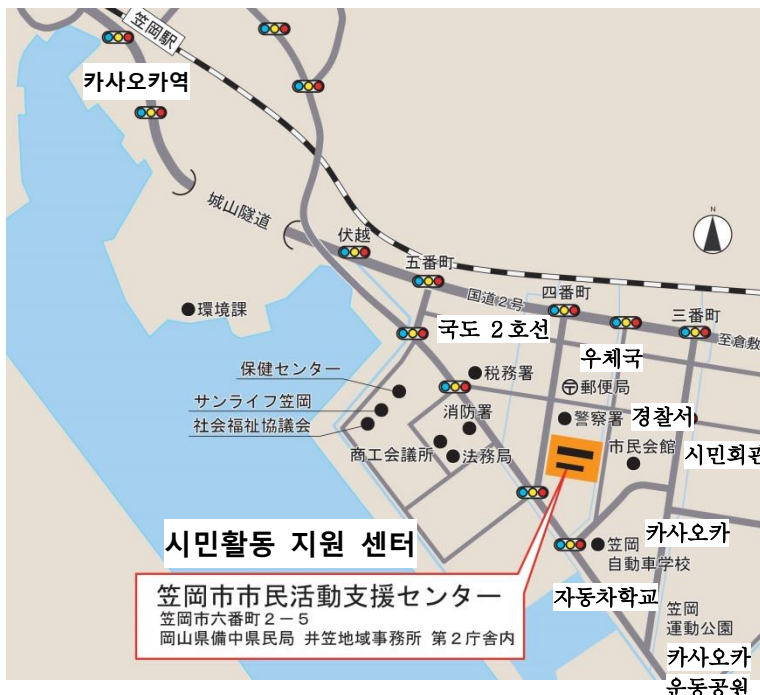 笠岡駅
카사오카역
城山隧道
伏越
五番町
N
国道2号
四番町
三番町
至倉敷
環境課
국도 2호선
우체국
保健センター
サンライフ笠岡
社会福祉協議会
税務署
〒郵便局
消防署
警察署
경찰서
商工会議所
法務局
市民会館
시민회관
시민활동 지원 센터
笠岡
自動車学校
카사오카
자동차학교
笠岡市市民活動支援センター
笠岡市六番町2-5
岡山県備中県民局 井笠地域事務所 第2庁舎内
笠岡
運動公園
카사오카
운동공원